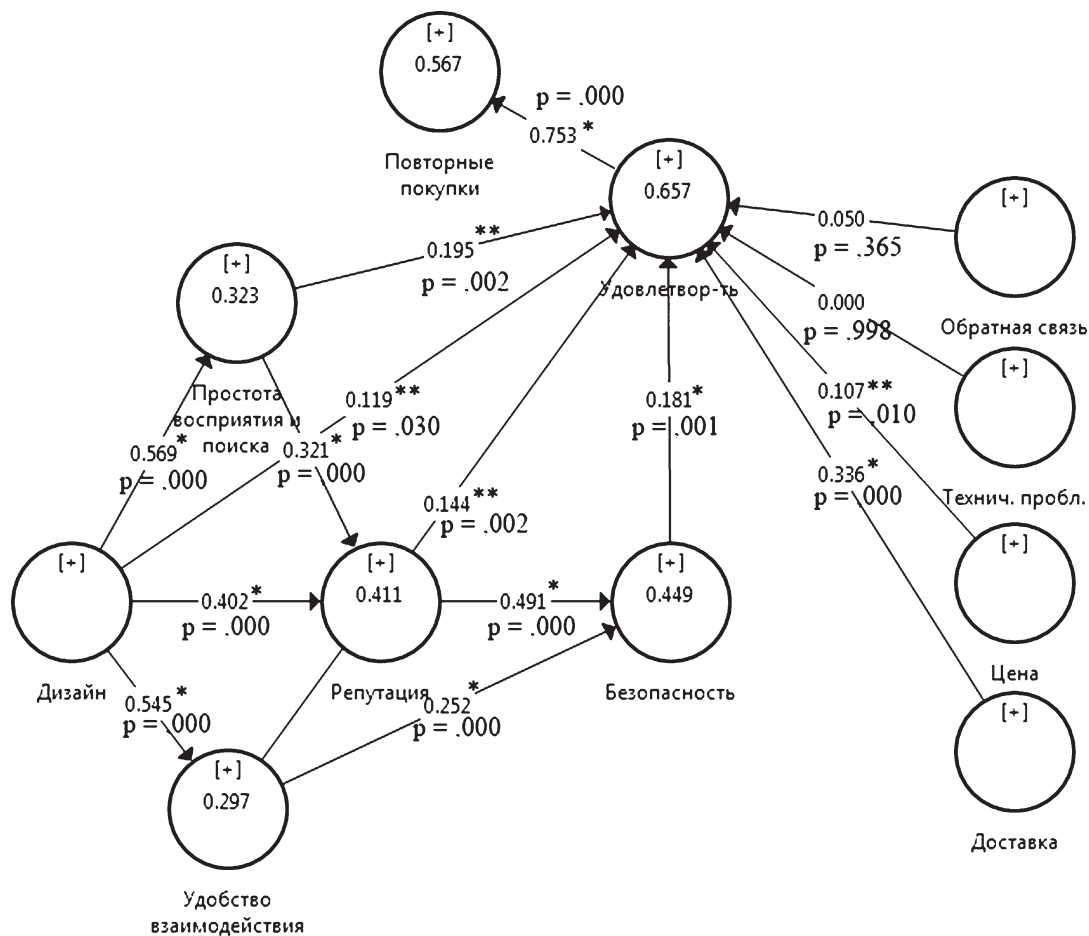 [+]
0.567
Повторные
покупки
p = .000
0.753 *
[+]
0.657
Удовлетвор-ть
[+]
Обратная связь
0.050
p = .365
[+]
0.323
Простота
восприятия и
поиска
0.195 **
p = .002
0.000
p = .998
[+]
Технич. пробл.
0.119 **
p = .030
0.181 *
p = .001
0.107 **
p = .010
0.569 *
p = .000
0.321 *
p = .000
0.336 *
p = .000
0.144 **
p = .002
[+]
Цена
[+]
Дизайн
0.402 *
p = .000
[+]
0.411
Репутация
0.491 *
p = .000
[+]
0.449
Безопасность
0.545 *
p = .000
0.252 *
p = .000
[+]
Доставка
[+]
0.297
Удобство
взаимодействия